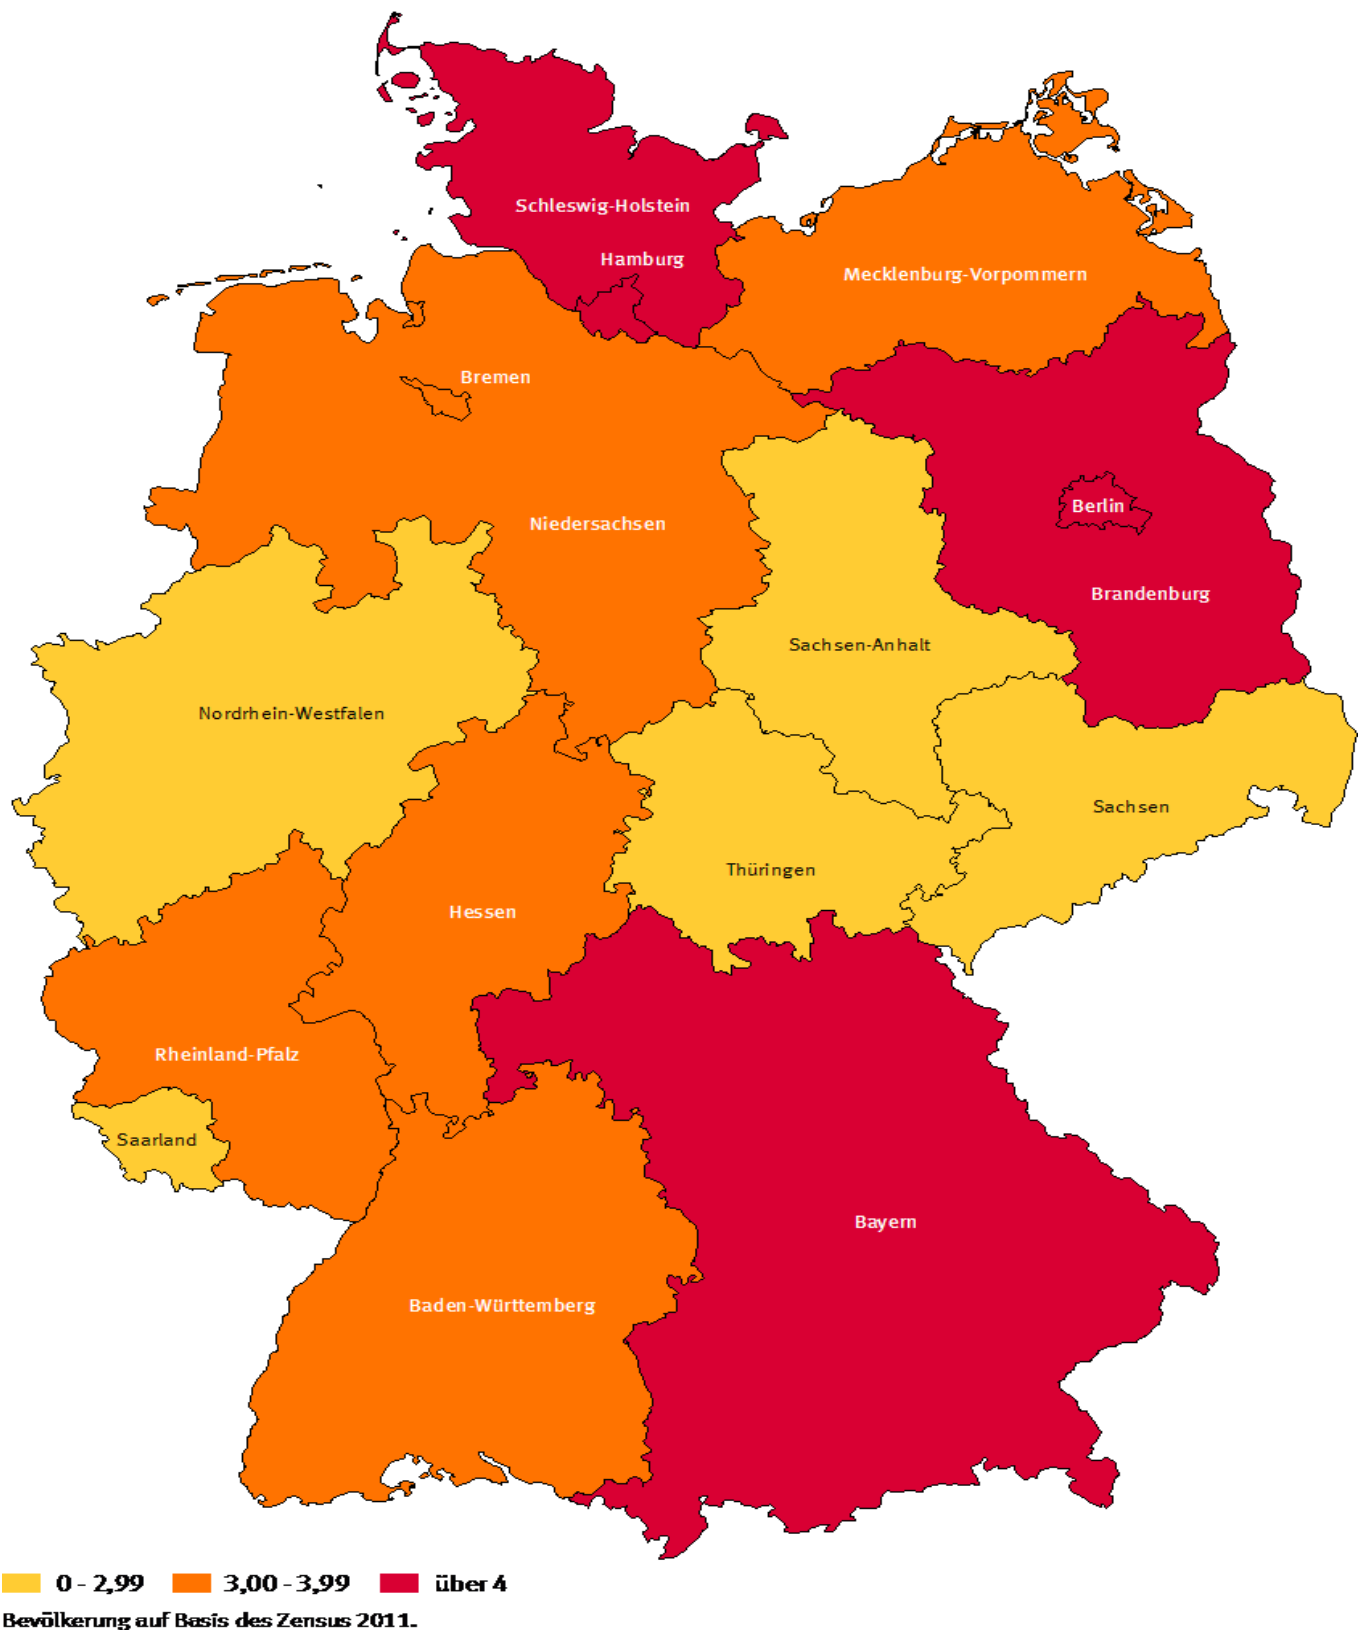 Schleswig-Holstein
Hamburg
Mecklenburg-Vorpommern
Bremen
Berlin
Niedersachsen
Brandenburg
Sachsen-Anhalt
Nordrhein-Westfalen
Sachsen
Thüringen
Hessen
Rheinland-Pfalz
Saarland
Bayern
Baden-Württemberg
0 - 2,99 3,00 - 3,99 über 4
Bevölkerung auf Basis des Zensus 2011.